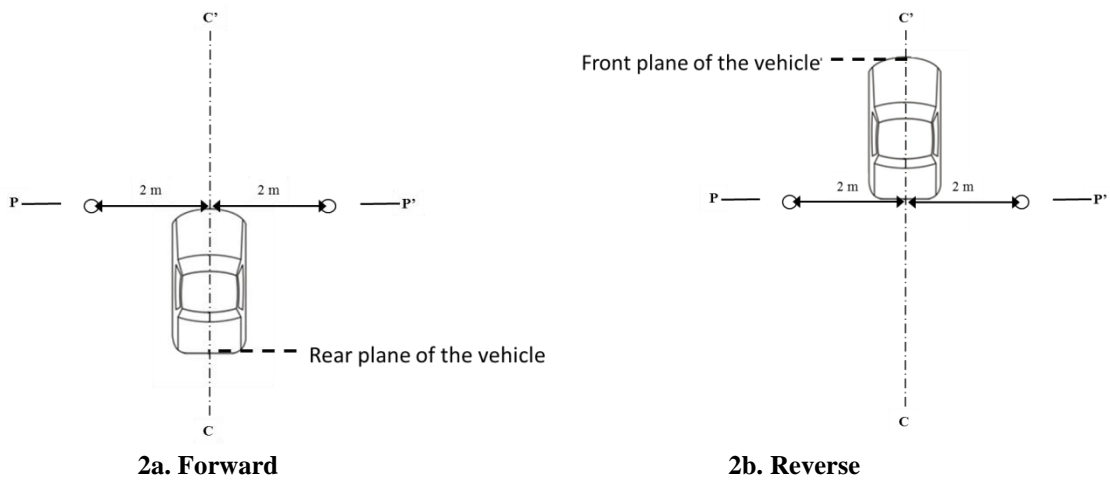 C'
2 m
2 m
P
P'
Rear plane of the vehicle
C
2a. Forward
C'
Front plane of the vehicle
2 m
2 m
P
P'
C
2b. Reverse